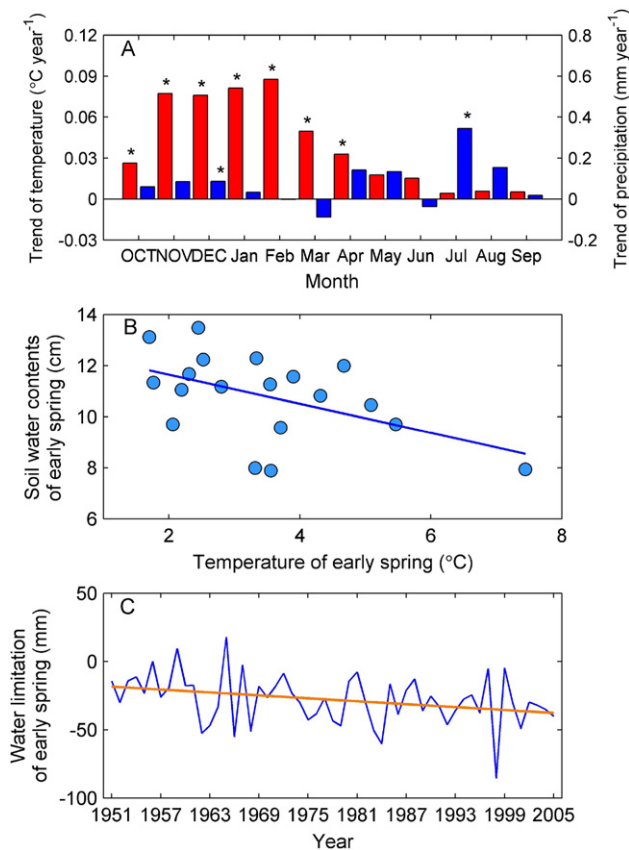 A
0.12
0.09
0.06
0.03
0
-0.03
Trend of temperature (°C year-1)
* * * * * * * * *
0.8
0.6
0.4
0.2
0
-0.2
Trend of precipitation (mm year-1)
OCT NOV DEC Jan Feb Mar Apr May Jun Jul Aug Sep
Month
B
14
12
10
8
6
Soil water contents
of early spring (cm)
2 4 6 8
Temperature of early spring (°C)
C
50
0
-50
-100
Water limitation
of early spring (mm)
1951 1957 1963 1969 1975 1981 1987 1993 1999 2005
Year